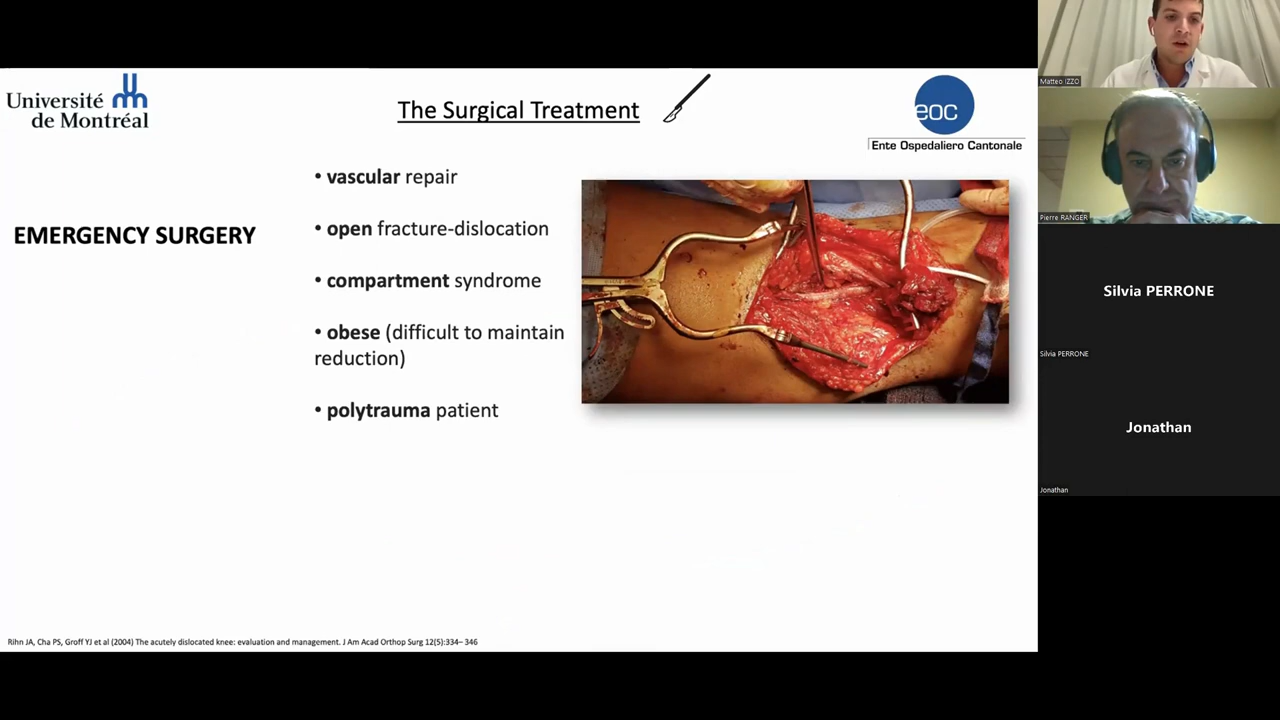 Université
de Montréal
The Surgical Treatment
eoc
Ente Ospedaliero Cantonale
EMERGENCY SURGERY
• vascular repair
• open fracture-dislocation
• compartment syndrome
• obese (difficult to maintain
reduction)
• polytrauma patient
Rihn JA, Cha PS, Groff YJ et al (2004) The acutely dislocated knee: evaluation and management. J Am Acad Orthop Surg 12(5):334– 346
Matteo IZZO
Pierre RANGER
Silvia PERRONE
Silvia PERRONE
Jonathan
Jonathan